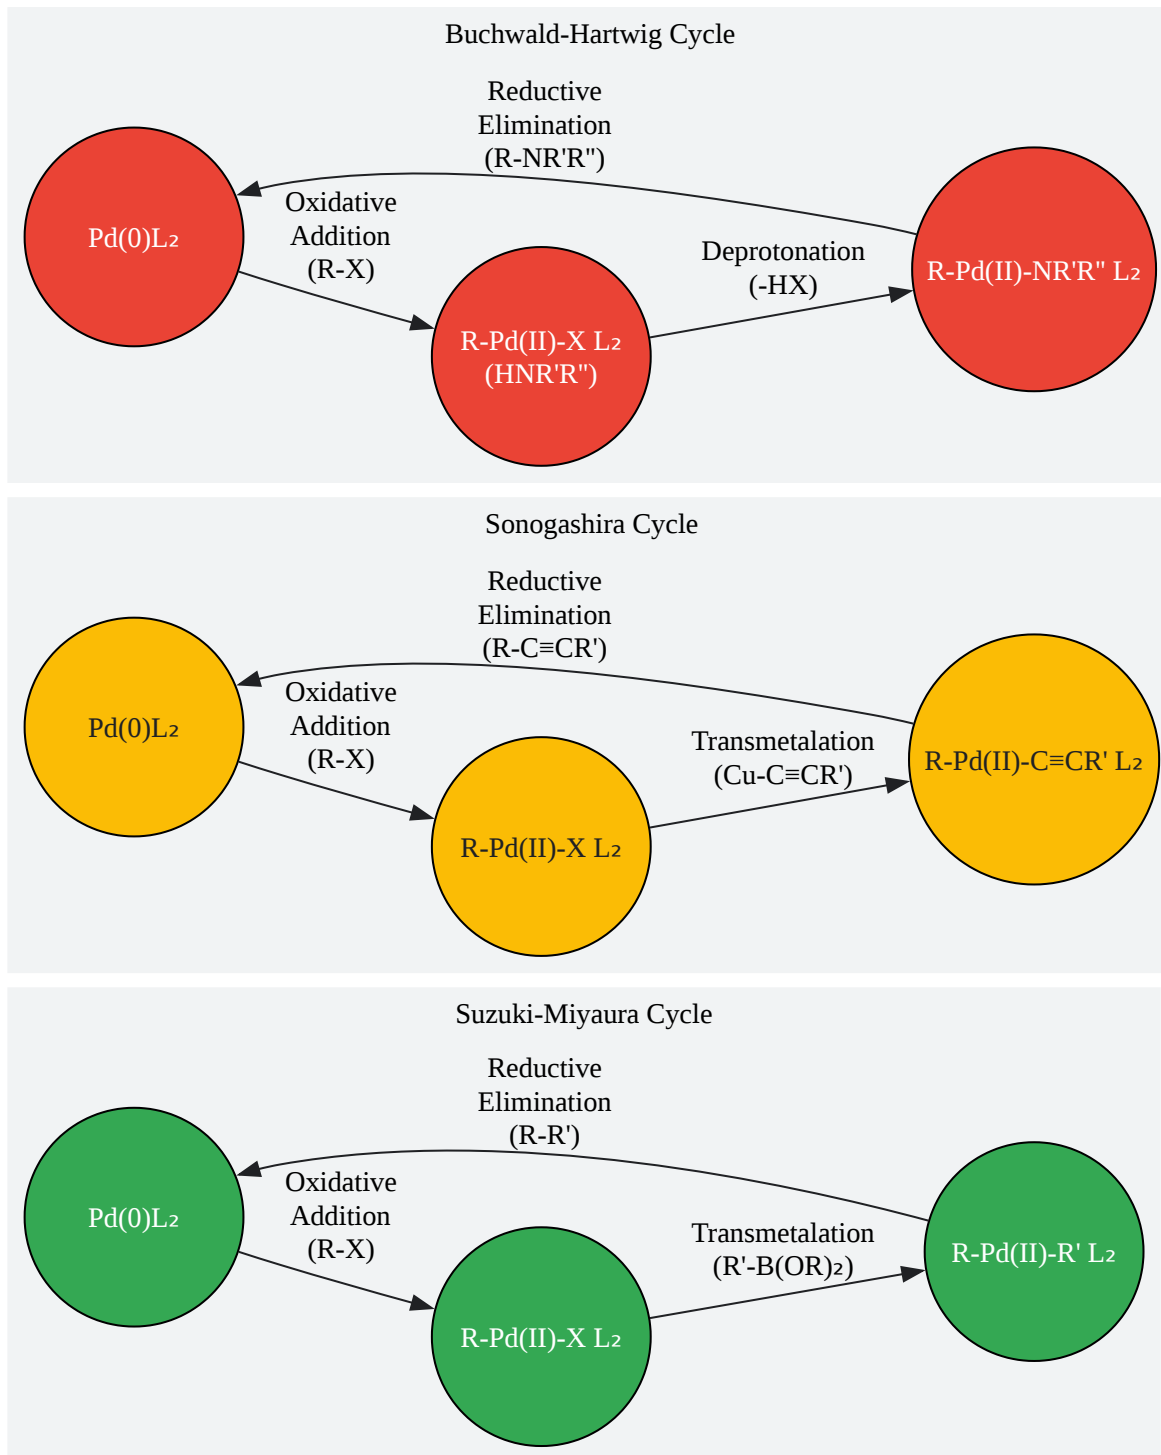 Buchwald-Hartwig Cycle
Reductive
Elimination
(R-NR'R")
Oxidative
Addition
(R-X)
Deprotonation
(-HX)
Pd(0)L₂
R-Pd(II)-X L₂
(HNR'R")
R-Pd(II)-NR'R" L₂
Sonogashira Cycle
Reductive
Elimination
(R-C≡CR')
Oxidative
Addition
(R-X)
Transmetalation
(Cu-C≡CR')
Pd(0)L₂
R-Pd(II)-X L₂
R-Pd(II)-C≡CR' L₂
Suzuki-Miyaura Cycle
Reductive
Elimination
(R-R')
Oxidative
Addition
(R-X)
Transmetalation
(R'-B(OR)₂)
Pd(0)L₂
R-Pd(II)-X L₂
R-Pd(II)-R' L₂